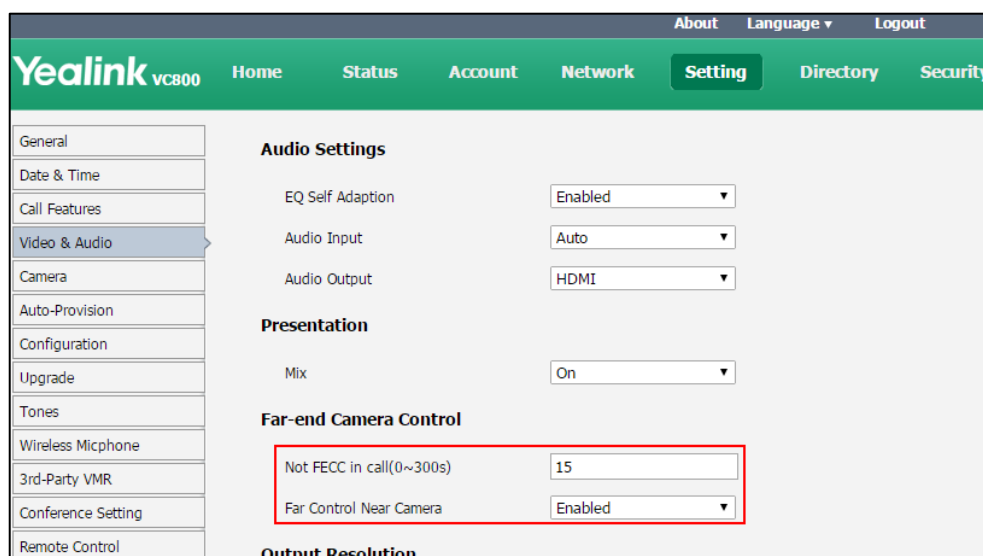 About Language ▾ Logout
Yealink VC800 Home Status Account Network Setting Directory Security
General
Date & Time
Call Features
Video & Audio
Camera
Auto-Provision
Configuration
Upgrade
Tones
Wireless Micphone
3rd-Party VMR
Conference Setting
Remote Control
Audio Settings
EQ Self Adaption Enabled
Audio Input Auto
Audio Output HDMI
Presentation
Mix On
Far-end Camera Control
Not FECC in call(0~300s) 15
Far Control Near Camera Enabled
Output Resolution